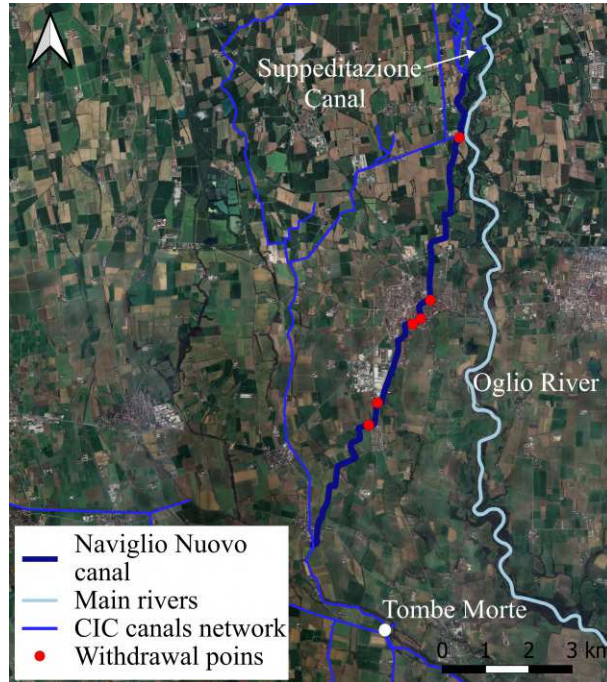 Suppeditazione
Canal
Oglio River
Naviglio Nuovo
canal
Main rivers
CIC canals network
Withdrawal poins
Tombe Morte
0 1 2 3 km